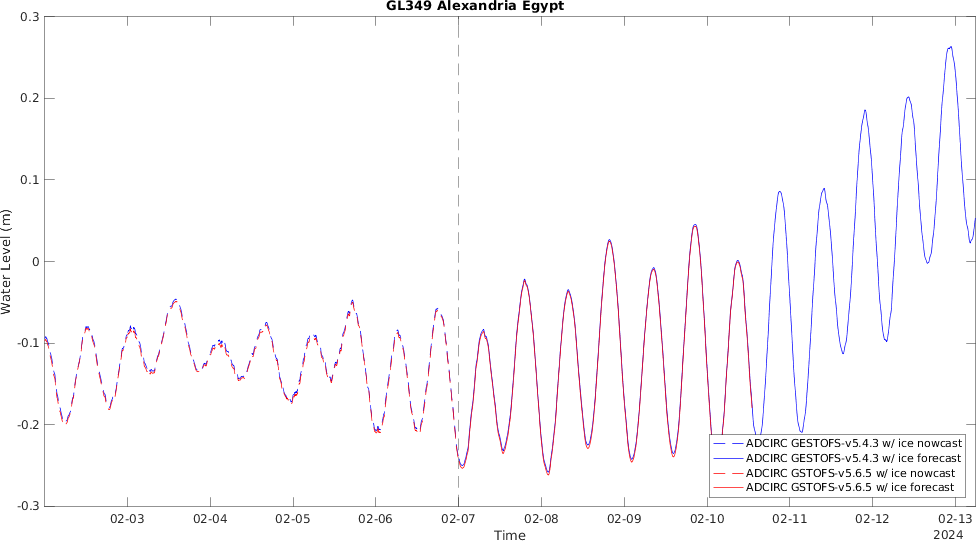 GL349 Alexandria Egypt
0.3
0.2
0.1
0
-0.1
-0.2
-0.3
Water Level (m)
ADCIRC GESTOFS-v5.4.3 w/ ice nowcast
ADCIRC GESTOFS-v5.4.3 w/ ice forecast
ADCIRC GSTOFS-v5.6.5 w/ ice nowcast
ADCIRC GSTOFS-v5.6.5 w/ ice forecast
02-03 02-04 02-05 02-06 02-07 02-08 02-09 02-10 02-11 02-12 02-13
Time 2024